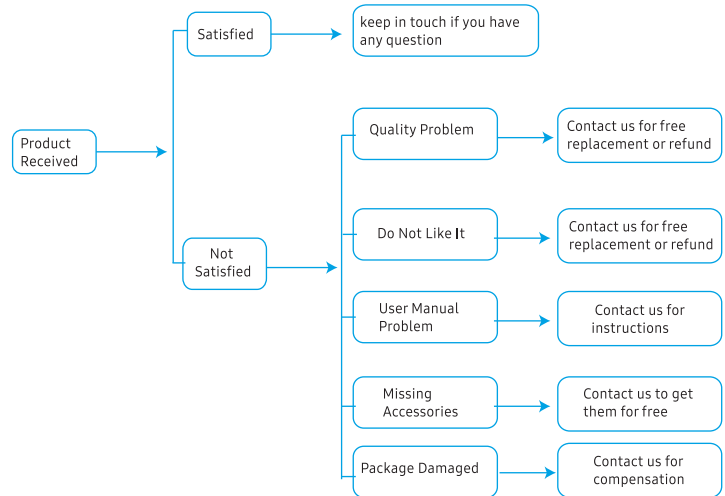 Satisfied
keep in touch if you have
any question
Product
Received
Not
Satisfied
Quality Problem
Contact us for free
replacement or refund
Do Not Like It
Contact us for free
replacement or refund
User Manual
Problem
Contact us for
instructions
Missing
Accessories
Contact us to get
them for free
Package Damaged
Contact us for
compensation